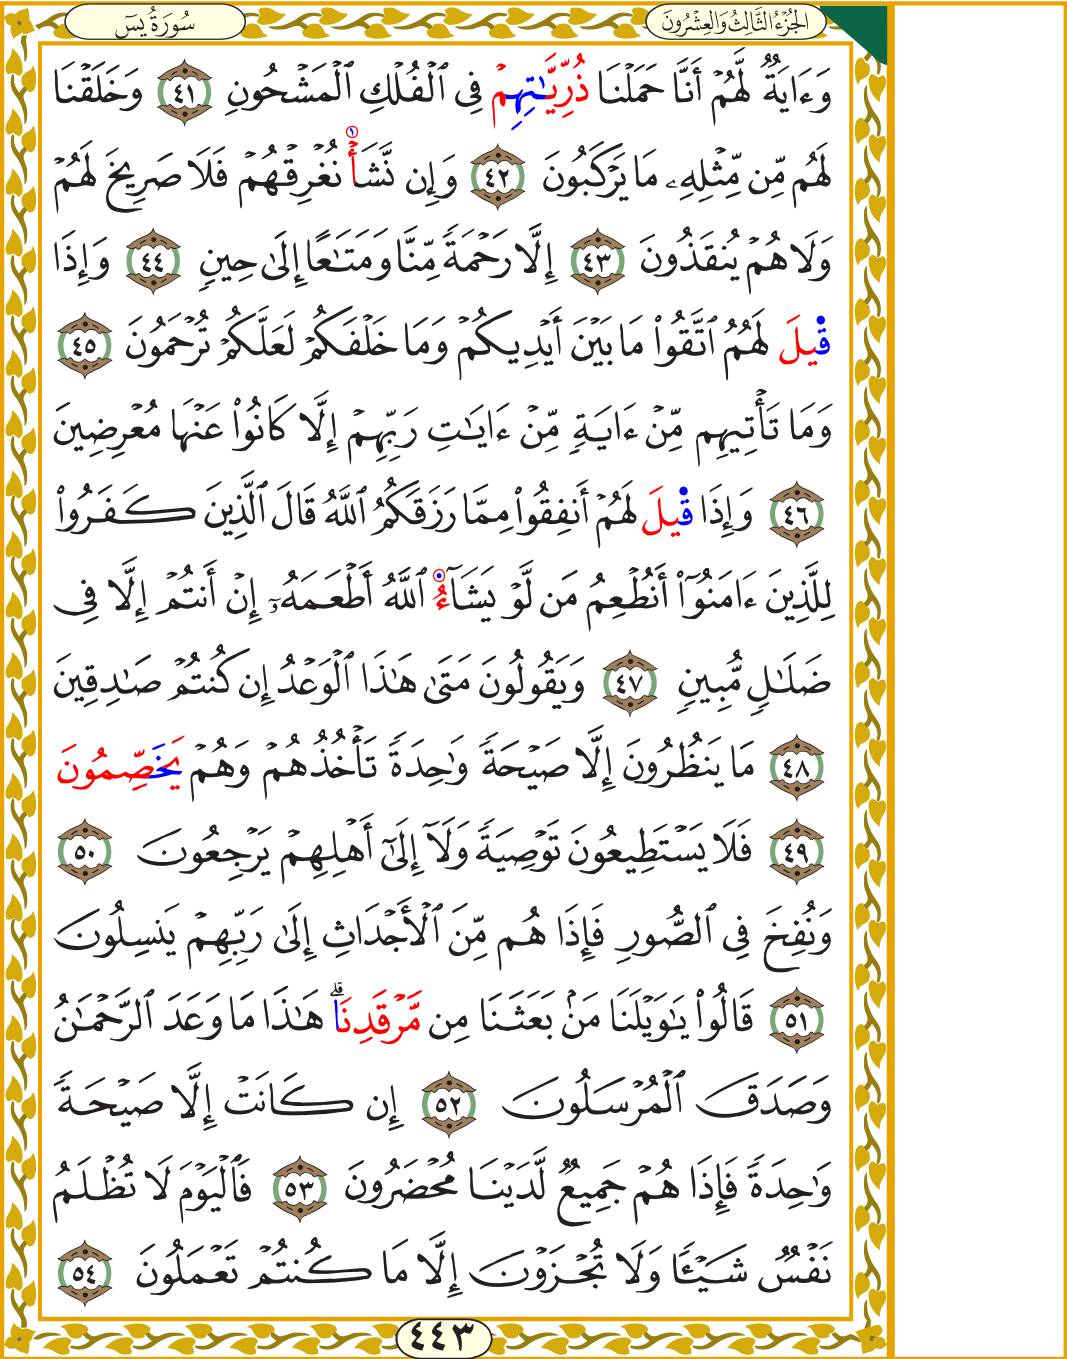 سُورَةُ يسٓ
الجُزْءُ الثَّالِثُ وَالعِشْرُونَ
وَءَايَةٌ لَّهُمْ أَنَّا حَمَلْنَا ذُرِّيَّٰتِهِمْ فِي ٱلْفُلْكِ ٱلْمَشْحُونِ ٤١ وَخَلَقْنَا
لَهُم مِّن مِّثْلِهِۦ مَا يَرْكَبُونَ ٤٢ وَإِن نَّشَأْ نُغْرِقْهُمْ فَلَا صَرِيخَ لَهُمْ
وَلَا هُمْ يُنقَذُونَ ٤٣ إِلَّا رَحْمَةً مِّنَّا وَمَتَٰعًا إِلَىٰ حِينٍ ٤٤ وَإِذَا
قِيلَ لَهُمُ ٱتَّقُوا۟ مَا بَيْنَ أَيْدِيكُمْ وَمَا خَلْفَكُمْ لَعَلَّكُمْ تُرْحَمُونَ ٤٥
وَمَا تَأْتِيهِم مِّنْ ءَايَةٍ مِّنْ ءَايَٰتِ رَبِّهِمْ إِلَّا كَانُوا۟ عَنْهَا مُعْرِضِينَ
٤٦ وَإِذَا قِيلَ لَهُمْ أَنفِقُوا۟ مِمَّا رَزَقَكُمُ ٱللَّهُ قَالَ ٱلَّذِينَ كَفَرُوا۟
لِلَّذِينَ ءَامَنُوٓا۟ أَنُطْعِمُ مَن لَّوْ يَشَآءُ ٱللَّهُ أَطْعَمَهُۥٓ إِنْ أَنتُمْ إِلَّا فِي
ضَلَٰلٍ مُّبِينٍ ٤٧ وَيَقُولُونَ مَتَىٰ هَٰذَا ٱلْوَعْدُ إِن كُنتُمْ صَٰدِقِينَ
٤٨ مَا يَنظُرُونَ إِلَّا صَيْحَةً وَٰحِدَةً تَأْخُذُهُمْ وَهُمْ يَخَصِّمُونَ
٤٩ فَلَا يَسْتَطِيعُونَ تَوْصِيَةً وَلَآ إِلَىٰٓ أَهْلِهِمْ يَرْجِعُونَ ٥٠
وَنُفِخَ فِي ٱلصُّورِ فَإِذَا هُم مِّنَ ٱلْأَجْدَاثِ إِلَىٰ رَبِّهِمْ يَنسِلُونَ
٥١ قَالُوا۟ يَٰوَيْلَنَا مَنۢ بَعَثَنَا مِن مَّرْقَدِنَاۗ هَٰذَا مَا وَعَدَ ٱلرَّحْمَٰنُ
وَصَدَقَ ٱلْمُرْسَلُونَ ٥٢ إِن كَانَتْ إِلَّا صَيْحَةً
وَٰحِدَةً فَإِذَا هُمْ جَمِيعٌ لَّدَيْنَا مُحْضَرُونَ ٥٣ فَٱلْيَوْمَ لَا تُظْلَمُ
نَفْسٌ شَيْـًٔا وَلَا تُجْزَوْنَ إِلَّا مَا كُنتُمْ تَعْمَلُونَ ٥٤
٤٤٣